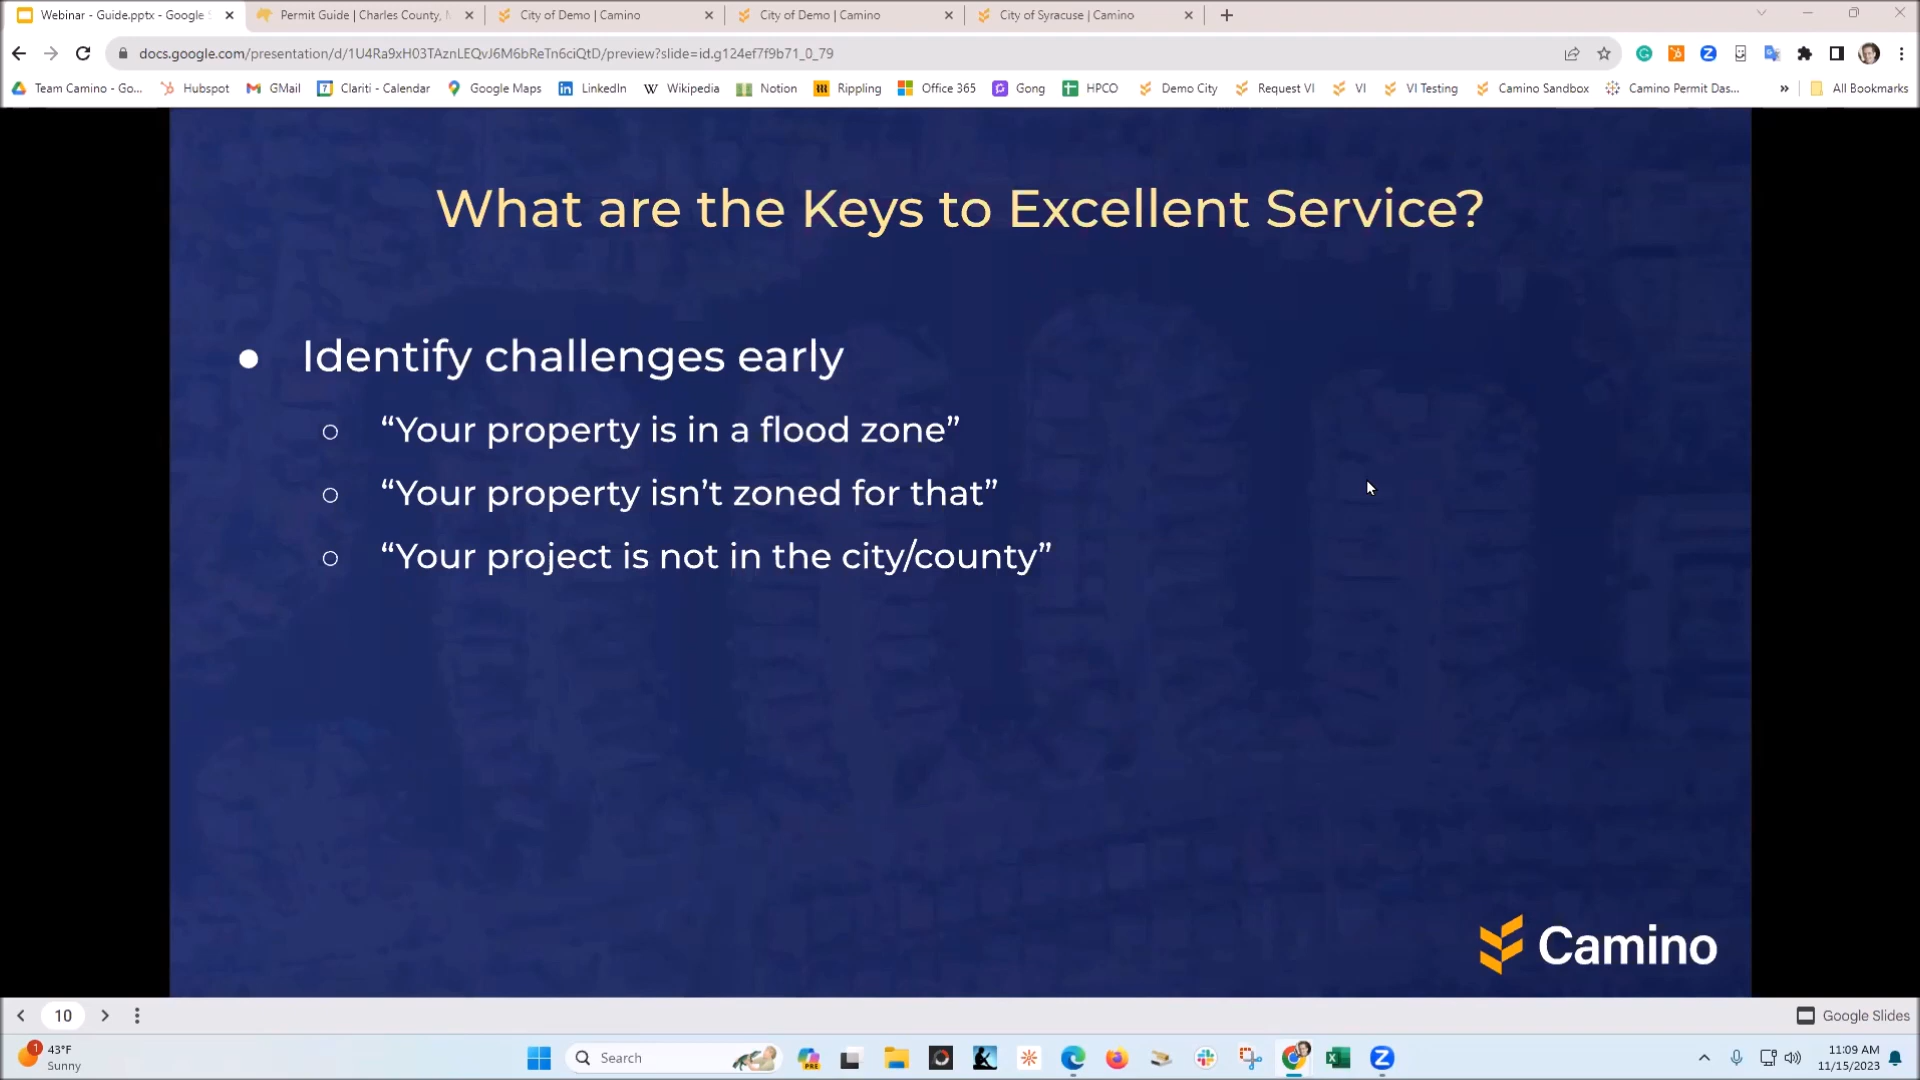 Webinar - Guide.pptx - Google S
Permit Guide | Charles County, M
City of Demo | Camino
City of Demo | Camino
City of Syracuse | Camino
docs.google.com/presentation/d/1U4Ra9xH03TAznLEQvJ6M6bReTn6ciQtD/preview?slide=id.g124ef7f9b71_0_79
Team Camino - Go...
Hubspot
GMail
Clariti - Calendar
Google Maps
LinkedIn
Wikipedia
Notion
Rippling
Office 365
Gong
HPCO
Demo City
Request VI
VI
VI Testing
Camino Sandbox
Camino Permit Das...
»
All Bookmarks
What are the Keys to Excellent Service?
● Identify challenges early
○ “Your property is in a flood zone”
○ “Your property isn’t zoned for that”
○ “Your project is not in the city/county”
Camino
10
Google Slides
1
43°F
Sunny
Search
PRE
11:09 AM
11/15/2023